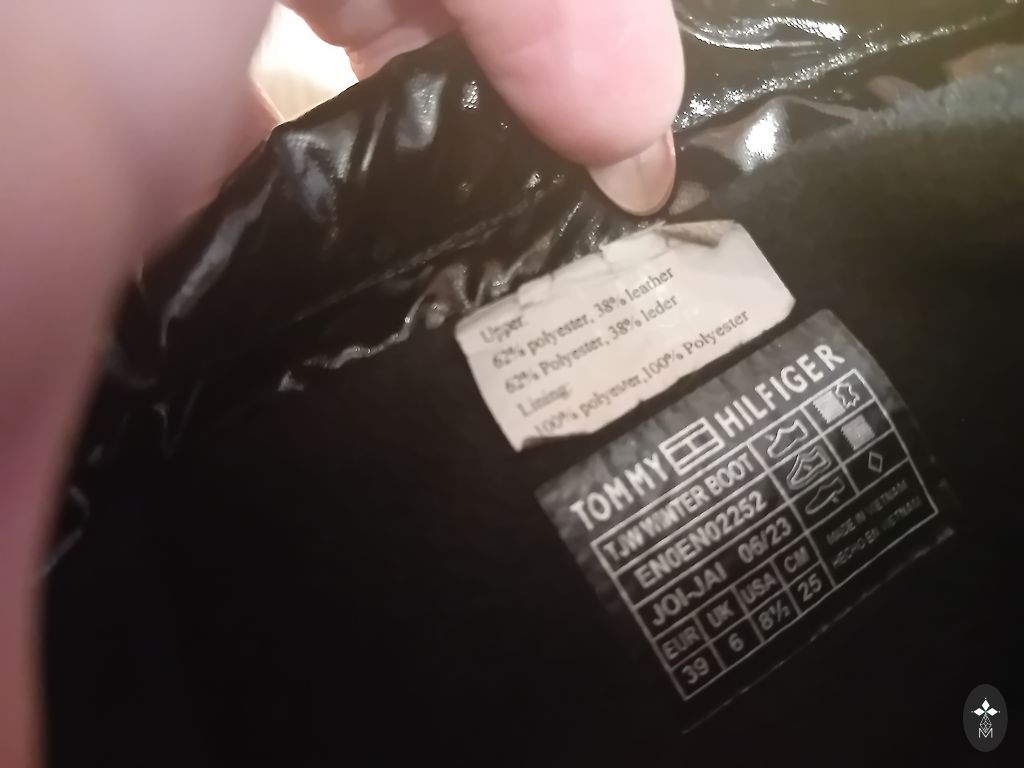 Upper:
62% polyester, 38% leather
62% Polyester, 38% leder
Lining:
100% polyester,100% Polyester
TOMMY HILFIGER
TJW WINTER BOOT
EN0EN02252
JOI-JAI 06/23
EUR UK USA CM
39 6 8½ 25
MADE IN VIETNAM
HECHO EN VIETNAM
M